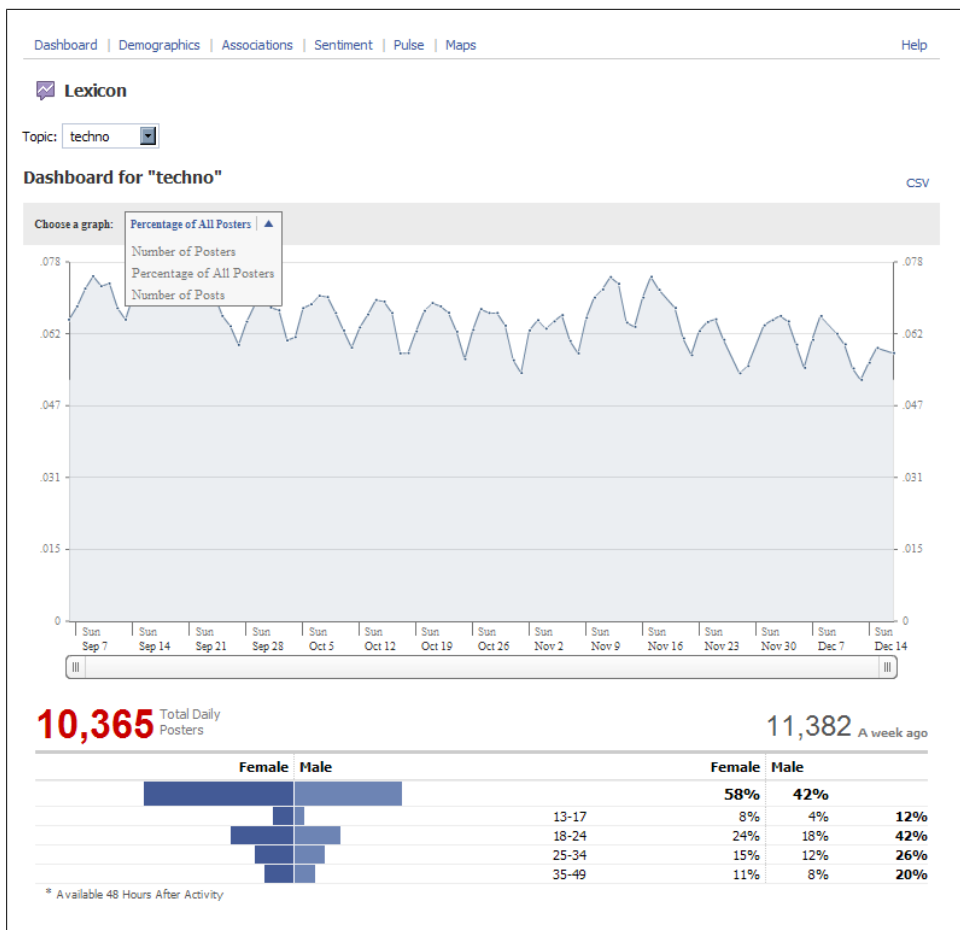 Dashboard | Demographics | Associations | Sentiment | Pulse | Maps Help
Lexicon
Topic: techno
Dashboard for "techno"
CSV
Choose a graph: Percentage of All Posters
Number of Posters
Percentage of All Posters
Number of Posts
.078 .078
.062 .062
.047 .047
.031 .031
.015 .015
0 0
Sun Sun Sun Sun Sun Sun Sun Sun Sun Sun Sun Sun Sun Sun Sun
Sep 7 Sep 14 Sep 21 Sep 28 Oct 5 Oct 12 Oct 19 Oct 26 Nov 2 Nov 9 Nov 16 Nov 23 Nov 30 Dec 7 Dec 14
10,365 Total Daily Posters 11,382 A week ago
Female Male Female Male
58% 42%
13-17 8% 4% 12%
18-24 24% 18% 42%
25-34 15% 12% 26%
35-49 11% 8% 20%
* Available 48 Hours After Activity